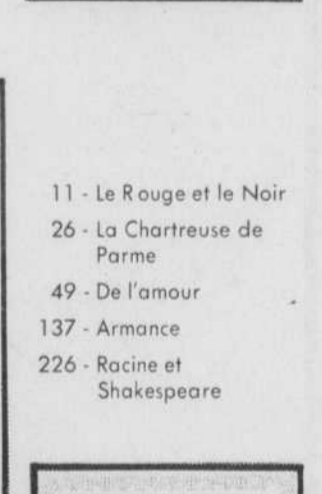 11 - Le Rouge et le Noir
26 - La Chartreuse de
Parme
49 - De l'amour
137 - Armance
226 - Racine et
Shakespeare